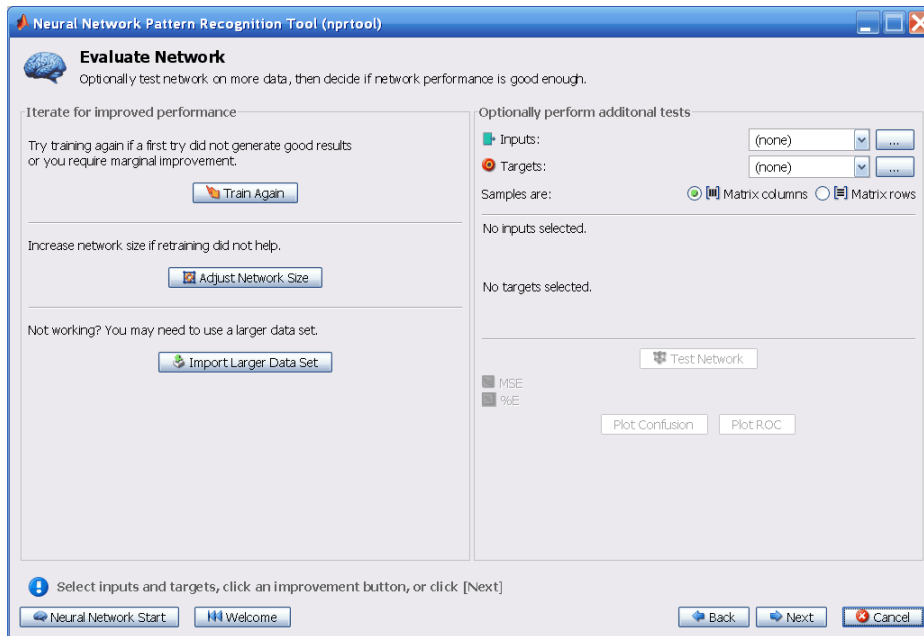 Neural Network Pattern Recognition Tool (nprtool)
Evaluate Network
Optionally test network on more data, then decide if network performance is good enough.
Iterate for improved performance
Try training again if a first try did not generate good results
or you require marginal improvement.
Train Again
Increase network size if retraining did not help.
Adjust Network Size
Not working? You may need to use a larger data set.
Import Larger Data Set
Optionally perform additonal tests
Inputs: (none) ...
Targets: (none) ...
Samples are: Matrix columns Matrix rows
No inputs selected.
No targets selected.
Test Network
MSE
%E
Plot Confusion Plot ROC
Select inputs and targets, click an improvement button, or click [Next]
Neural Network Start Welcome Back Next Cancel